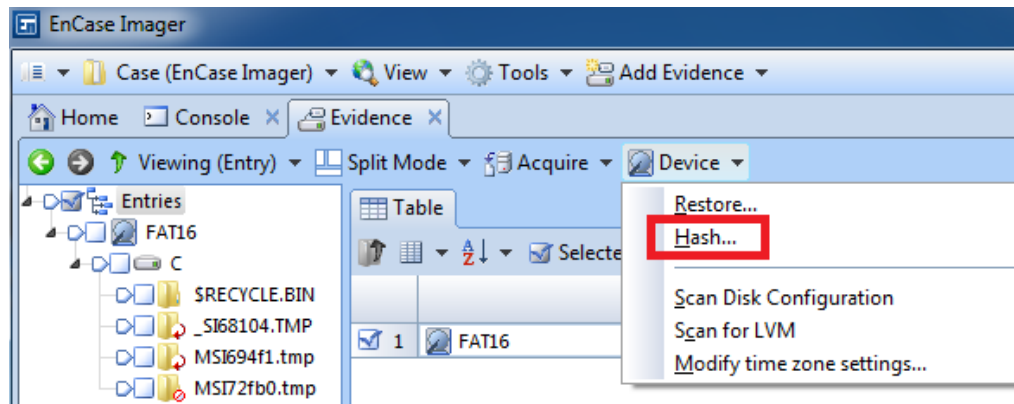 EnCase Imager
Case (EnCase Imager) View Tools Add Evidence
Home Console Evidence
Viewing (Entry) Split Mode Acquire Device
Entries
FAT16
C
$RECYCLE.BIN
_SI68104.TMP
MSI694f1.tmp
MSI72fb0.tmp
Table
Selecte
1 FAT16
Restore...
Hash...
Scan Disk Configuration
Scan for LVM
Modify time zone settings...